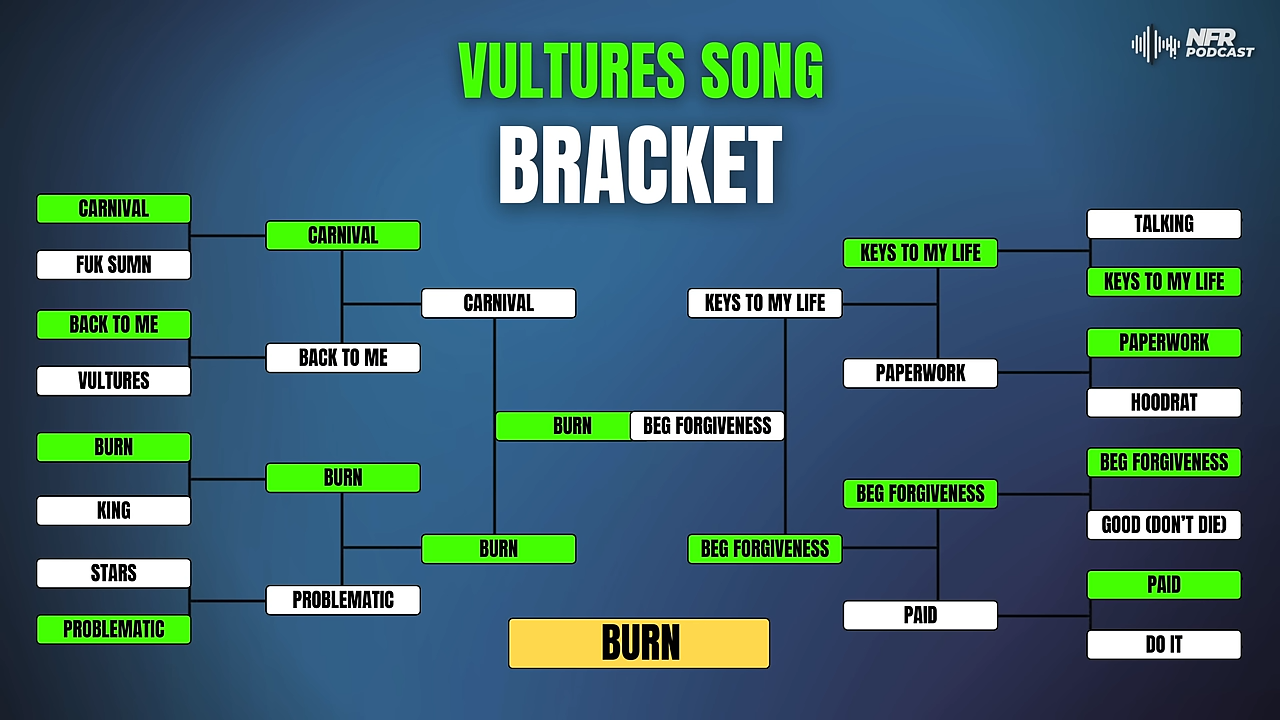 VULTURES SONG
BRACKET
NFR
PODCAST
CARNIVAL
FUK SUMN
BACK TO ME
VULTURES
BURN
KING
STARS
PROBLEMATIC
CARNIVAL
BACK TO ME
BURN
PROBLEMATIC
CARNIVAL
BURN
BURN
BEG FORGIVENESS
KEYS TO MY LIFE
BEG FORGIVENESS
KEYS TO MY LIFE
PAPERWORK
BEG FORGIVENESS
PAID
TALKING
KEYS TO MY LIFE
PAPERWORK
HOODRAT
BEG FORGIVENESS
GOOD (DON'T DIE)
PAID
DO IT
BURN